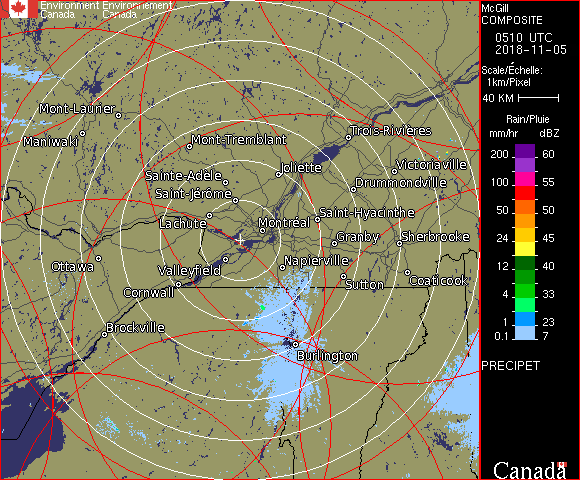 Environment Environnement
Canada Canada
McGill
COMPOSITE
0510 UTC
2018-11-05
Scale/Échelle:
1km/Pixel
40 KM
Rain/Pluie
mm/hr dBZ
200 60
150 55
100 55
50 50
24 45
12 40
4 33
1 23
0.1 7
PRECIPET
Canada
Mont-Laurier
Maniwaki
Mont-Tremblant
Trois-Rivières
Sainte-Adèle
Joliette
Victoriaville
Saint-Jérôme
Drummondville
Lachute
Montréal
Saint-Hyacinthe
Granby
Sherbrooke
Ottawa
Valleyfield
Napierville
Cornwall
Sutton
Coaticook
Brockville
Burlington